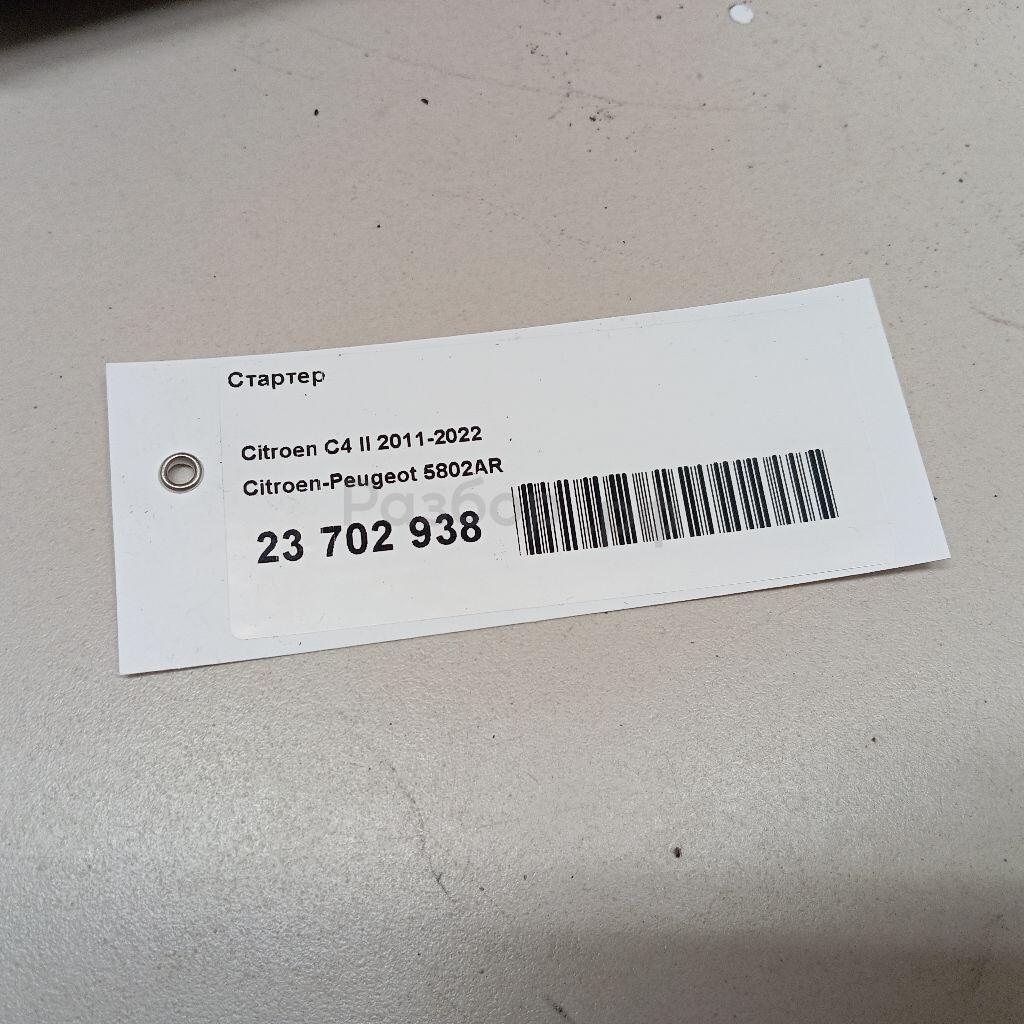 Стартер
Citroen C4 II 2011-2022
Citroen-Peugeot 5802AR
23 702 938